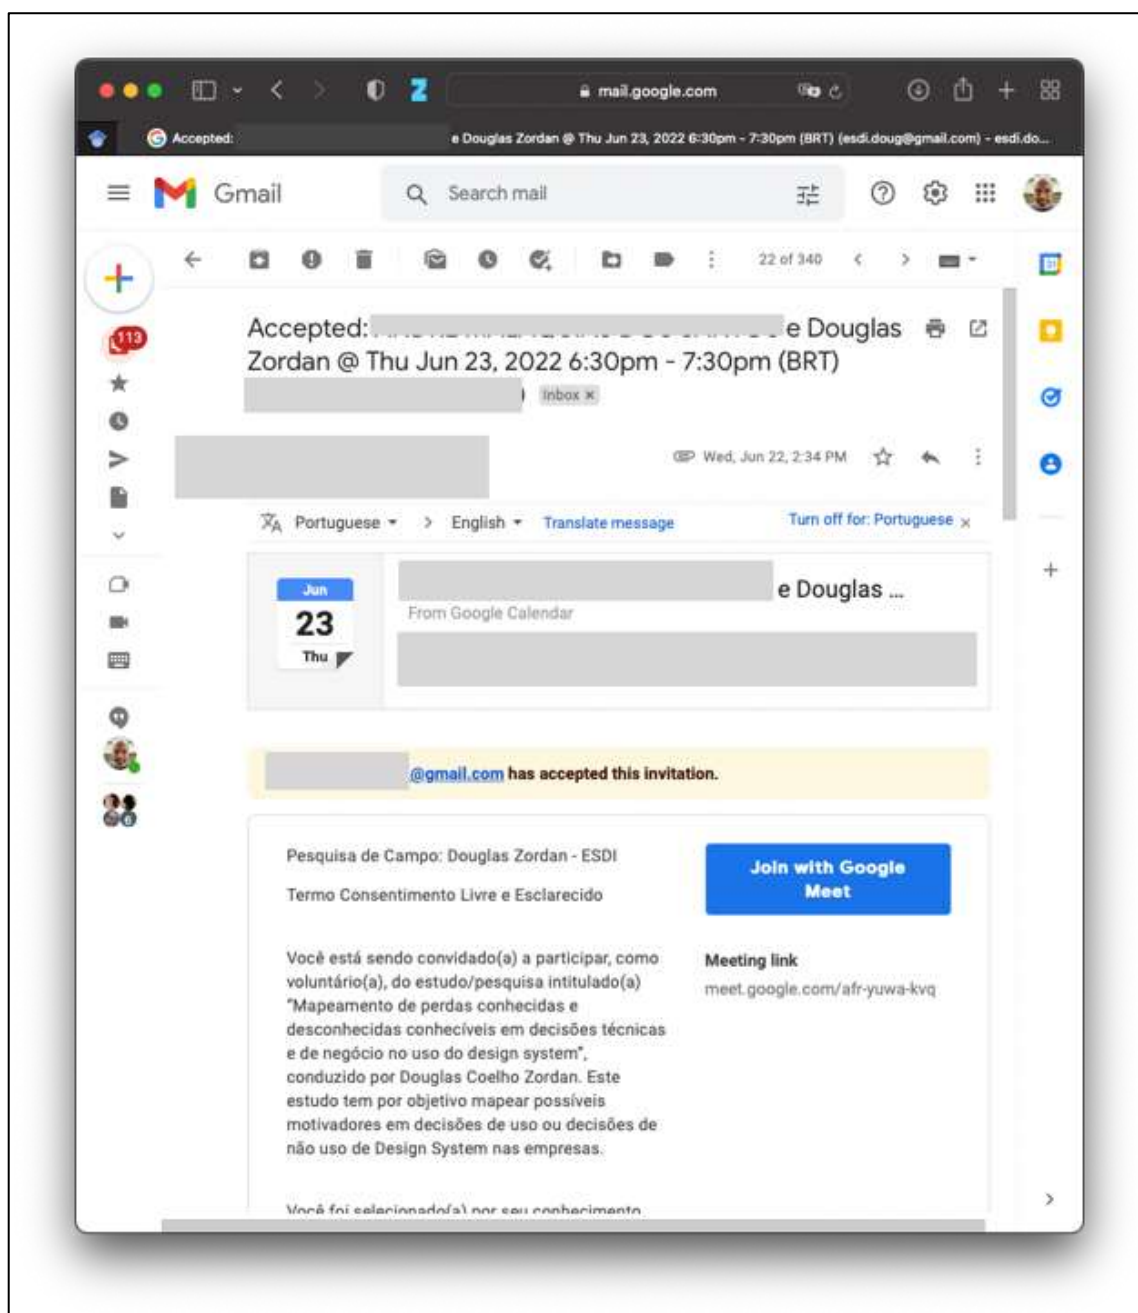 mail.google.com
Accepted: e Douglas Zordan @ Thu Jun 23, 2022 6:30pm - 7:30pm (BRT) (esdi.doug@gmail.com) – esdi.do...
Gmail
Search mail
22 of 340
113
Accepted: e Douglas
Zordan @ Thu Jun 23, 2022 6:30pm - 7:30pm (BRT)
Inbox ×
Wed, Jun 22, 2:34 PM
Portuguese > English Translate message Turn off for: Portuguese ×
Jun
23
Thu
e Douglas ...
From Google Calendar
@gmail.com has accepted this invitation.
Pesquisa de Campo: Douglas Zordan - ESDI
Termo Consentimento Livre e Esclarecido
Você está sendo convidado(a) a participar, como
voluntário(a), do estudo/pesquisa intitulado(a)
"Mapeamento de perdas conhecidas e
desconhecidas conhecíveis em decisões técnicas
e de negócio no uso do design system",
conduzido por Douglas Coelho Zordan. Este
estudo tem por objetivo mapear possíveis
motivadores em decisões de uso ou decisões de
não uso de Design System nas empresas.
Você foi selecionado(a) por seu conhecimento
Join with Google
Meet
Meeting link
meet.google.com/afr-yuwa-kvq